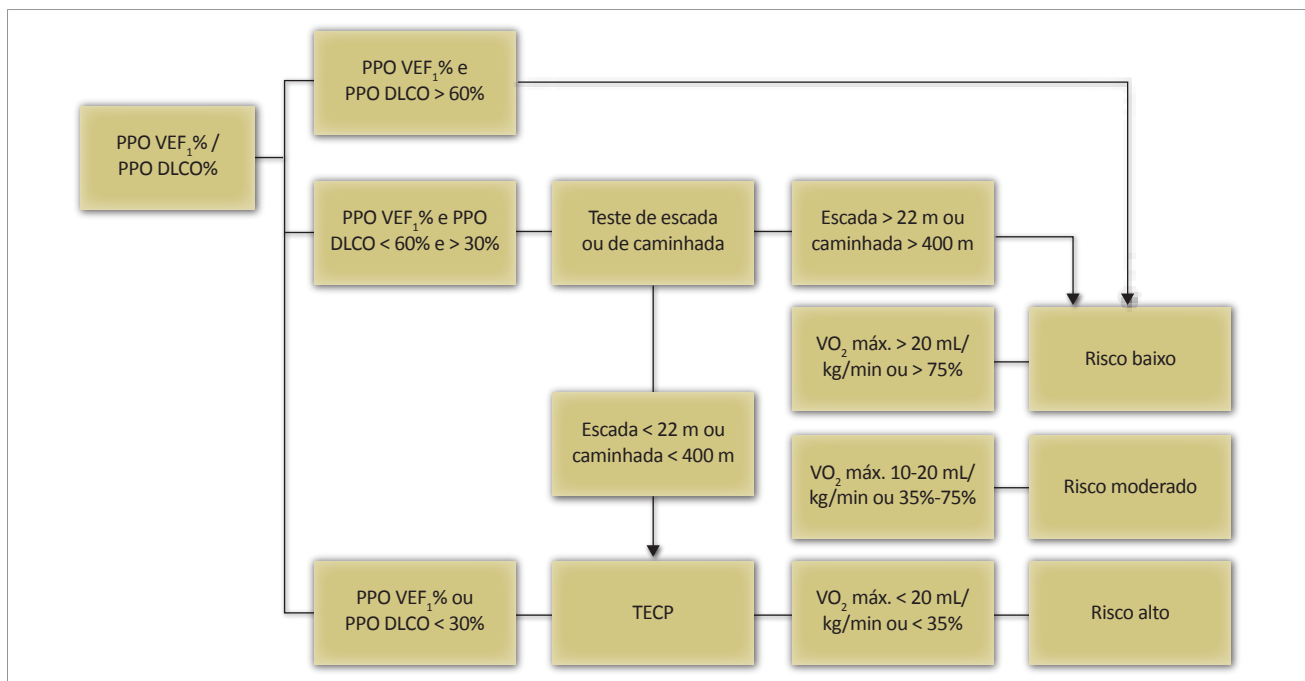 PPO VEF₁% e
PPO DLCO > 60%
PPO VEF₁% /
PPO DLCO%
PPO VEF₁% e PPO
DLCO < 60% e > 30%
Teste de escada
ou de caminhada
Escada > 22 m ou
caminhada > 400 m
VO₂ máx. > 20 mL/
kg/min ou > 75%
Risco baixo
Escada < 22 m ou
caminhada < 400 m
VO₂ máx. 10-20 mL/
kg/min ou 35%-75%
Risco moderado
PPO VEF₁% ou
PPO DLCO < 30%
TECP
VO₂ máx. < 20 mL/
kg/min ou < 35%
Risco alto